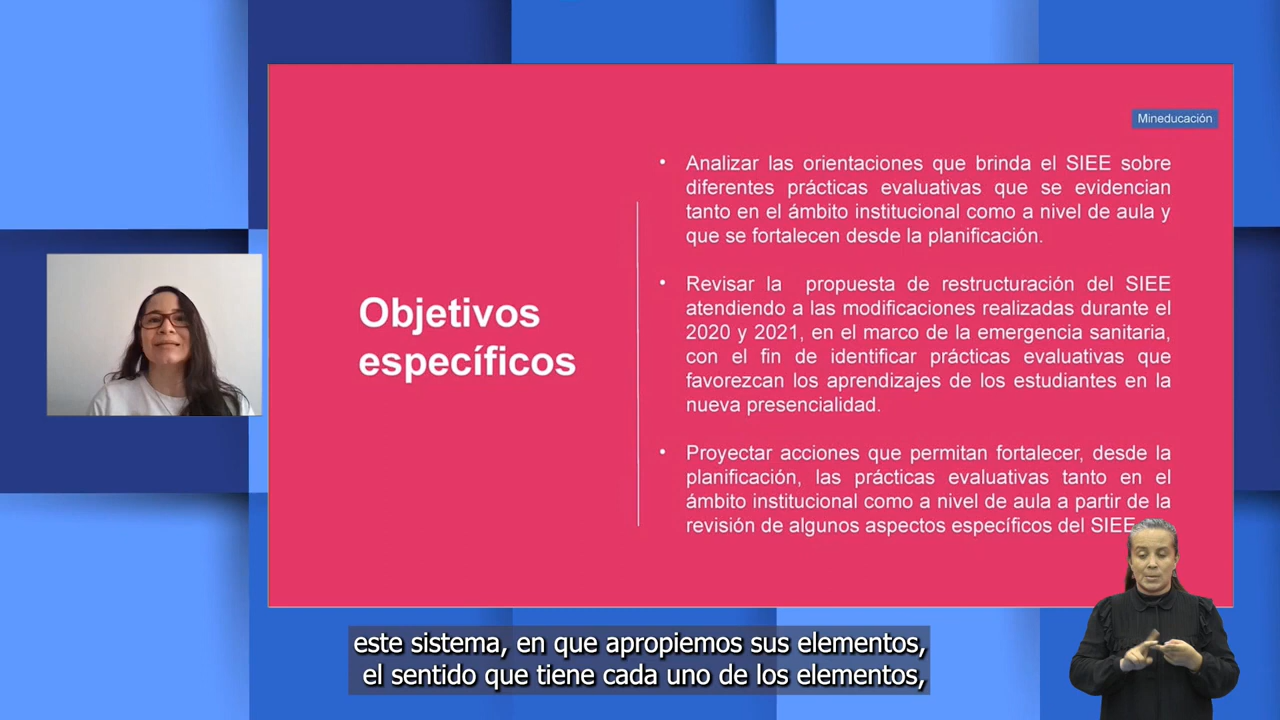 Mineducación
Objetivos
específicos
• Analizar las orientaciones que brinda el SIEE sobre
diferentes prácticas evaluativas que se evidencian
tanto en el ámbito institucional como a nivel de aula y
que se fortalecen desde la planificación.
• Revisar la propuesta de restructuración del SIEE
atendiendo a las modificaciones realizadas durante el
2020 y 2021, en el marco de la emergencia sanitaria,
con el fin de identificar prácticas evaluativas que
favorezcan los aprendizajes de los estudiantes en la
nueva presencialidad.
• Proyectar acciones que permitan fortalecer, desde la
planificación, las prácticas evaluativas tanto en el
ámbito institucional como a nivel de aula a partir de la
revisión de algunos aspectos específicos del SIEE
este sistema, en que apropiemos sus elementos,
el sentido que tiene cada uno de los elementos,